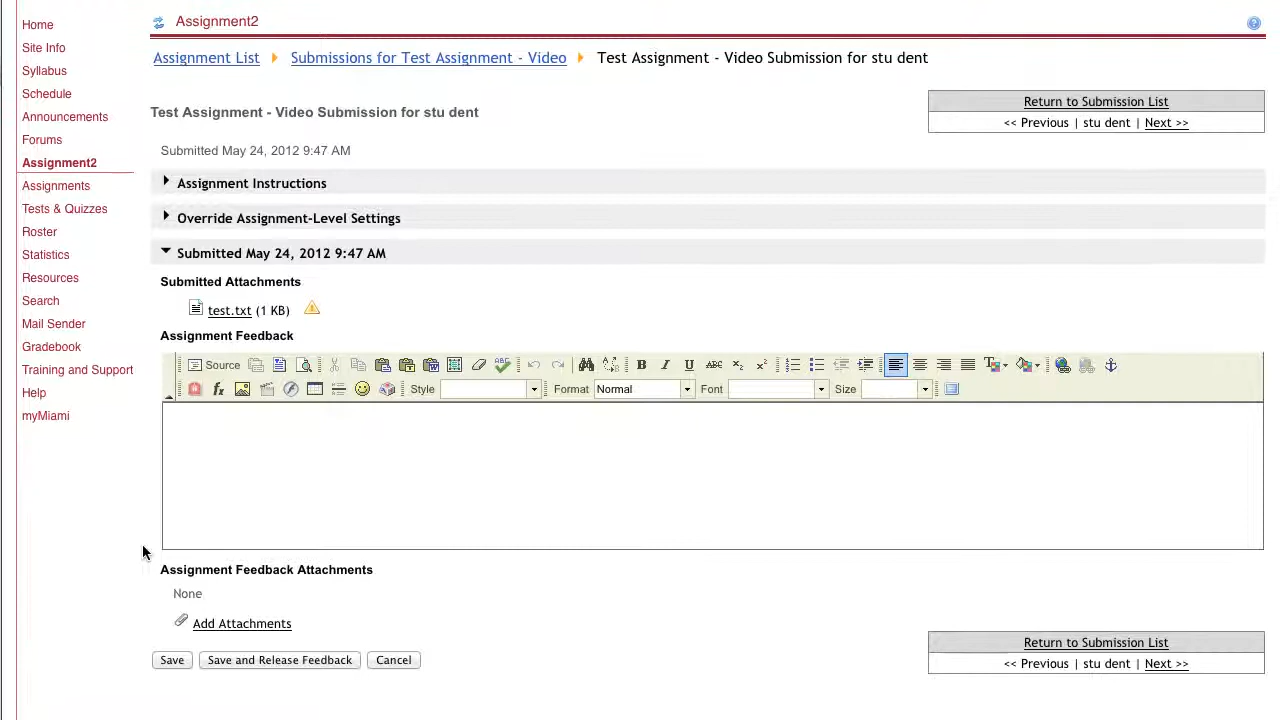 Home
Site Info
Syllabus
Schedule
Announcements
Forums
Assignment2
Assignments
Tests & Quizzes
Roster
Statistics
Resources
Search
Mail Sender
Gradebook
Training and Support
Help
myMiami
Assignment2
Assignment List Submissions for Test Assignment - Video Test Assignment - Video Submission for stu dent
Return to Submission List
<< Previous | stu dent | Next >>
Test Assignment - Video Submission for stu dent
Submitted May 24, 2012 9:47 AM
Assignment Instructions
Override Assignment-Level Settings
Submitted May 24, 2012 9:47 AM
Submitted Attachments
test.txt (1 KB)
Assignment Feedback
Source ABC B I U ABC x₂ x²
fx Style Format Normal Font Size
Assignment Feedback Attachments
None
Add Attachments
Return to Submission List
<< Previous | stu dent | Next >>
Save Save and Release Feedback Cancel